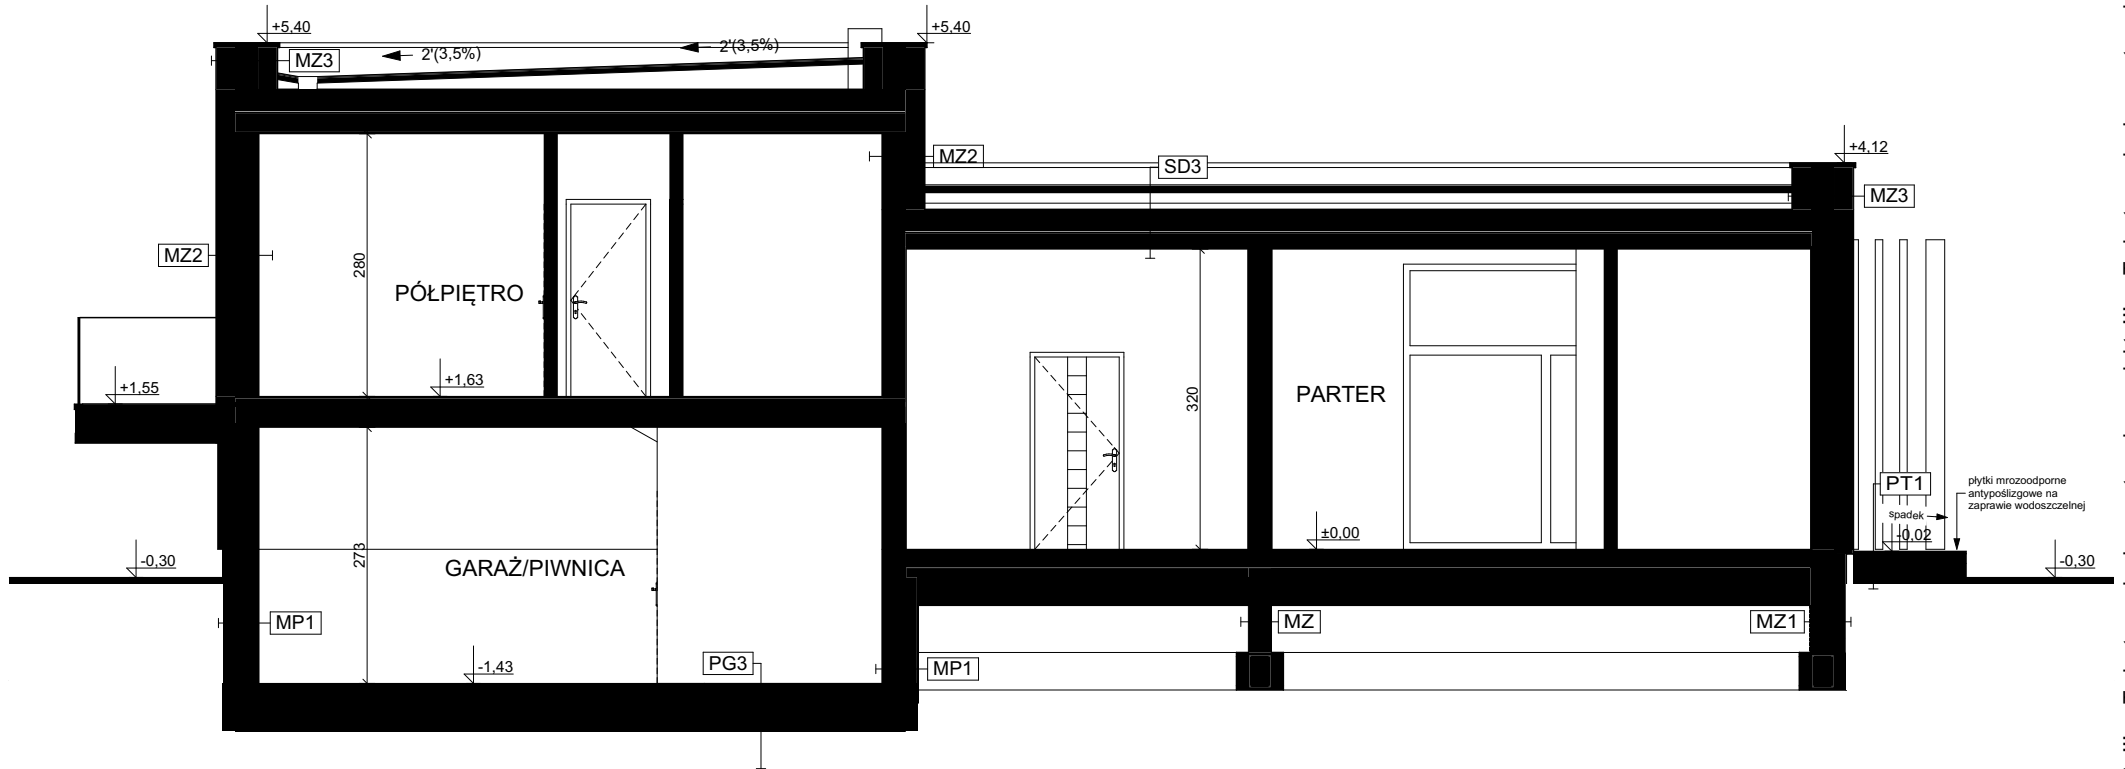 +5,40
+5,40
MZ3
2'(3,5%)
2'(3,5%)
MZ2
SD3
+4,12
MZ3
MZ2
280
PÓŁPIĘTRO
+1,63
+1,55
320
PARTER
PT1
płytki mrozoodporne
antypoślizgowe na
zaprawie wodoszczelnej
spadek
±0,00
-0,02
-0,30
273
GARAŻ/PIWNICA
-0,30
MP1
MZ
MZ1
-1,43
PG3
MP1